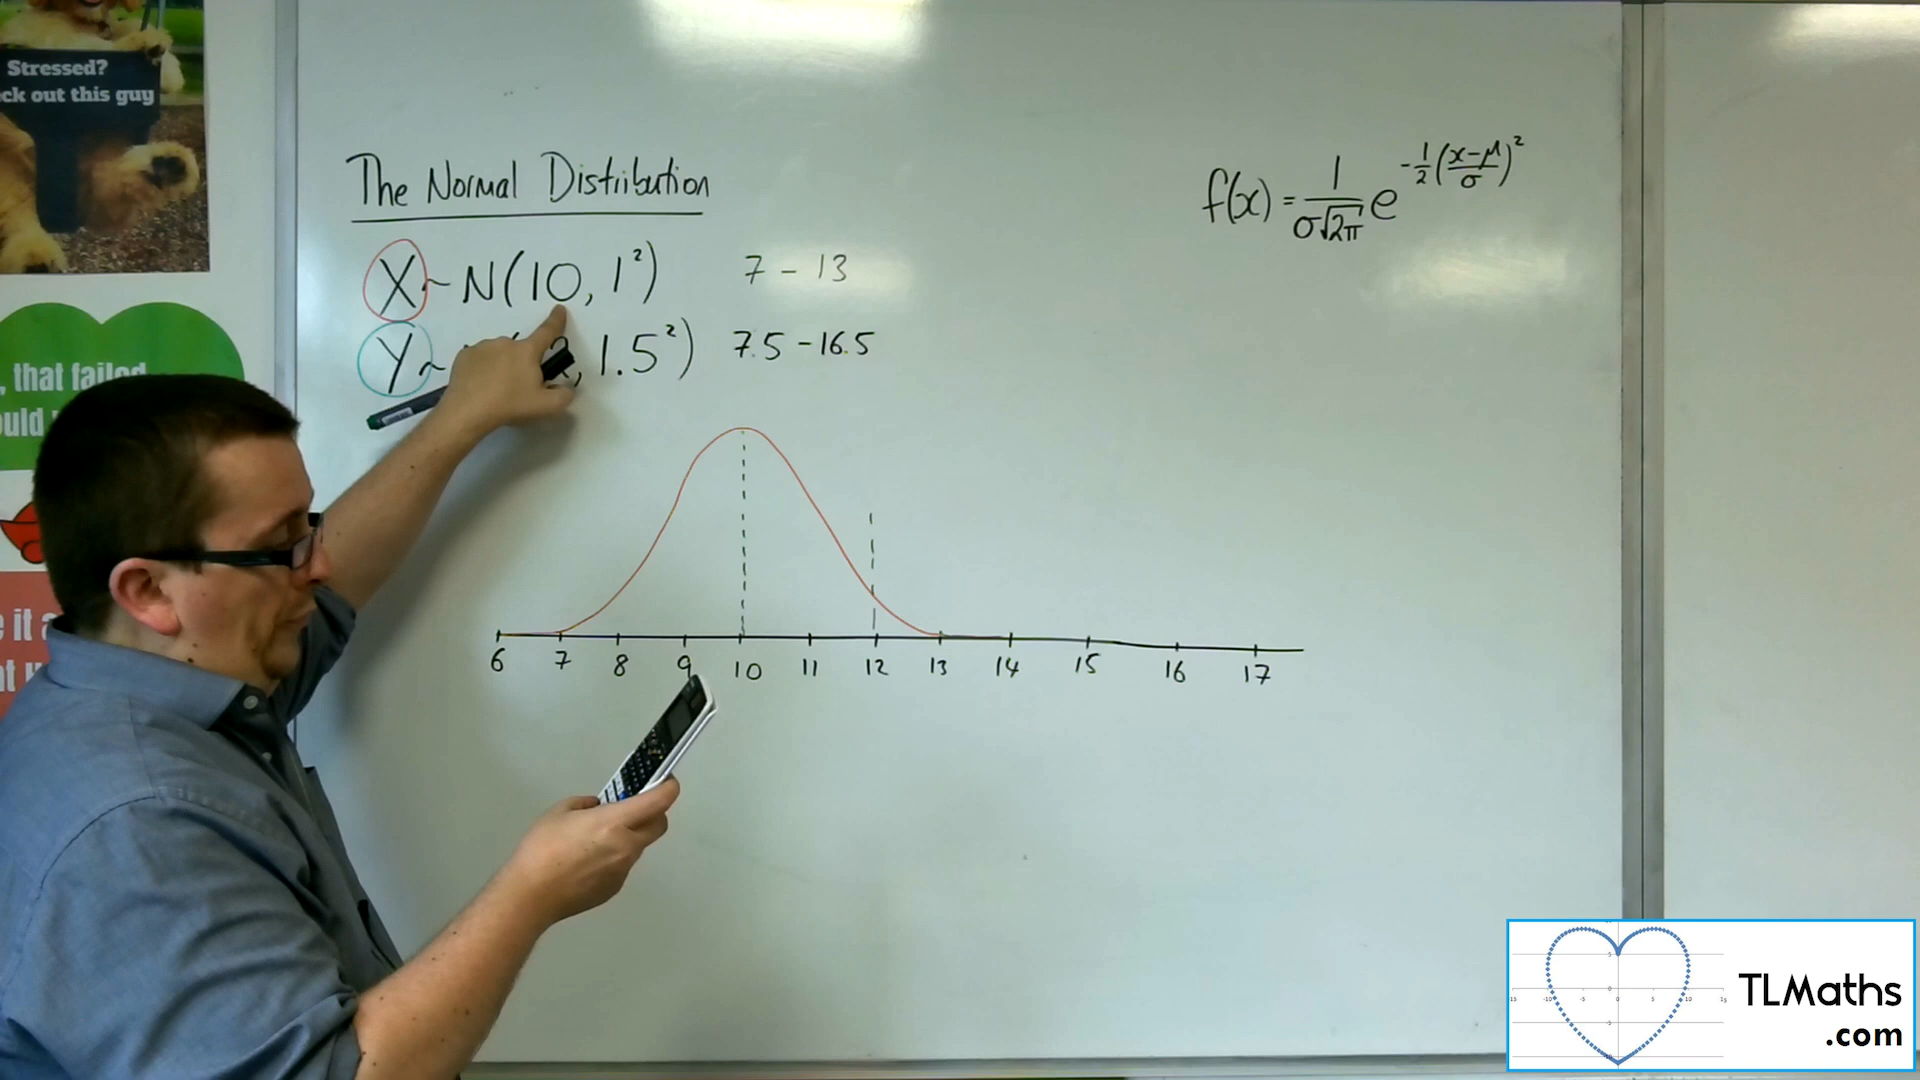 Stressed?
ck out this guy
, that failed
ould
it a
The Normal Distribution
X ~ N(10, 1²) 7 - 13
Y ~ , 1.5²) 7.5 - 16.5
f(x) = 1/σ√2π e^-1/2(x-μ/σ)²
6 7 8 9 10 11 12 13 14 15 16 17
TLMaths
.com